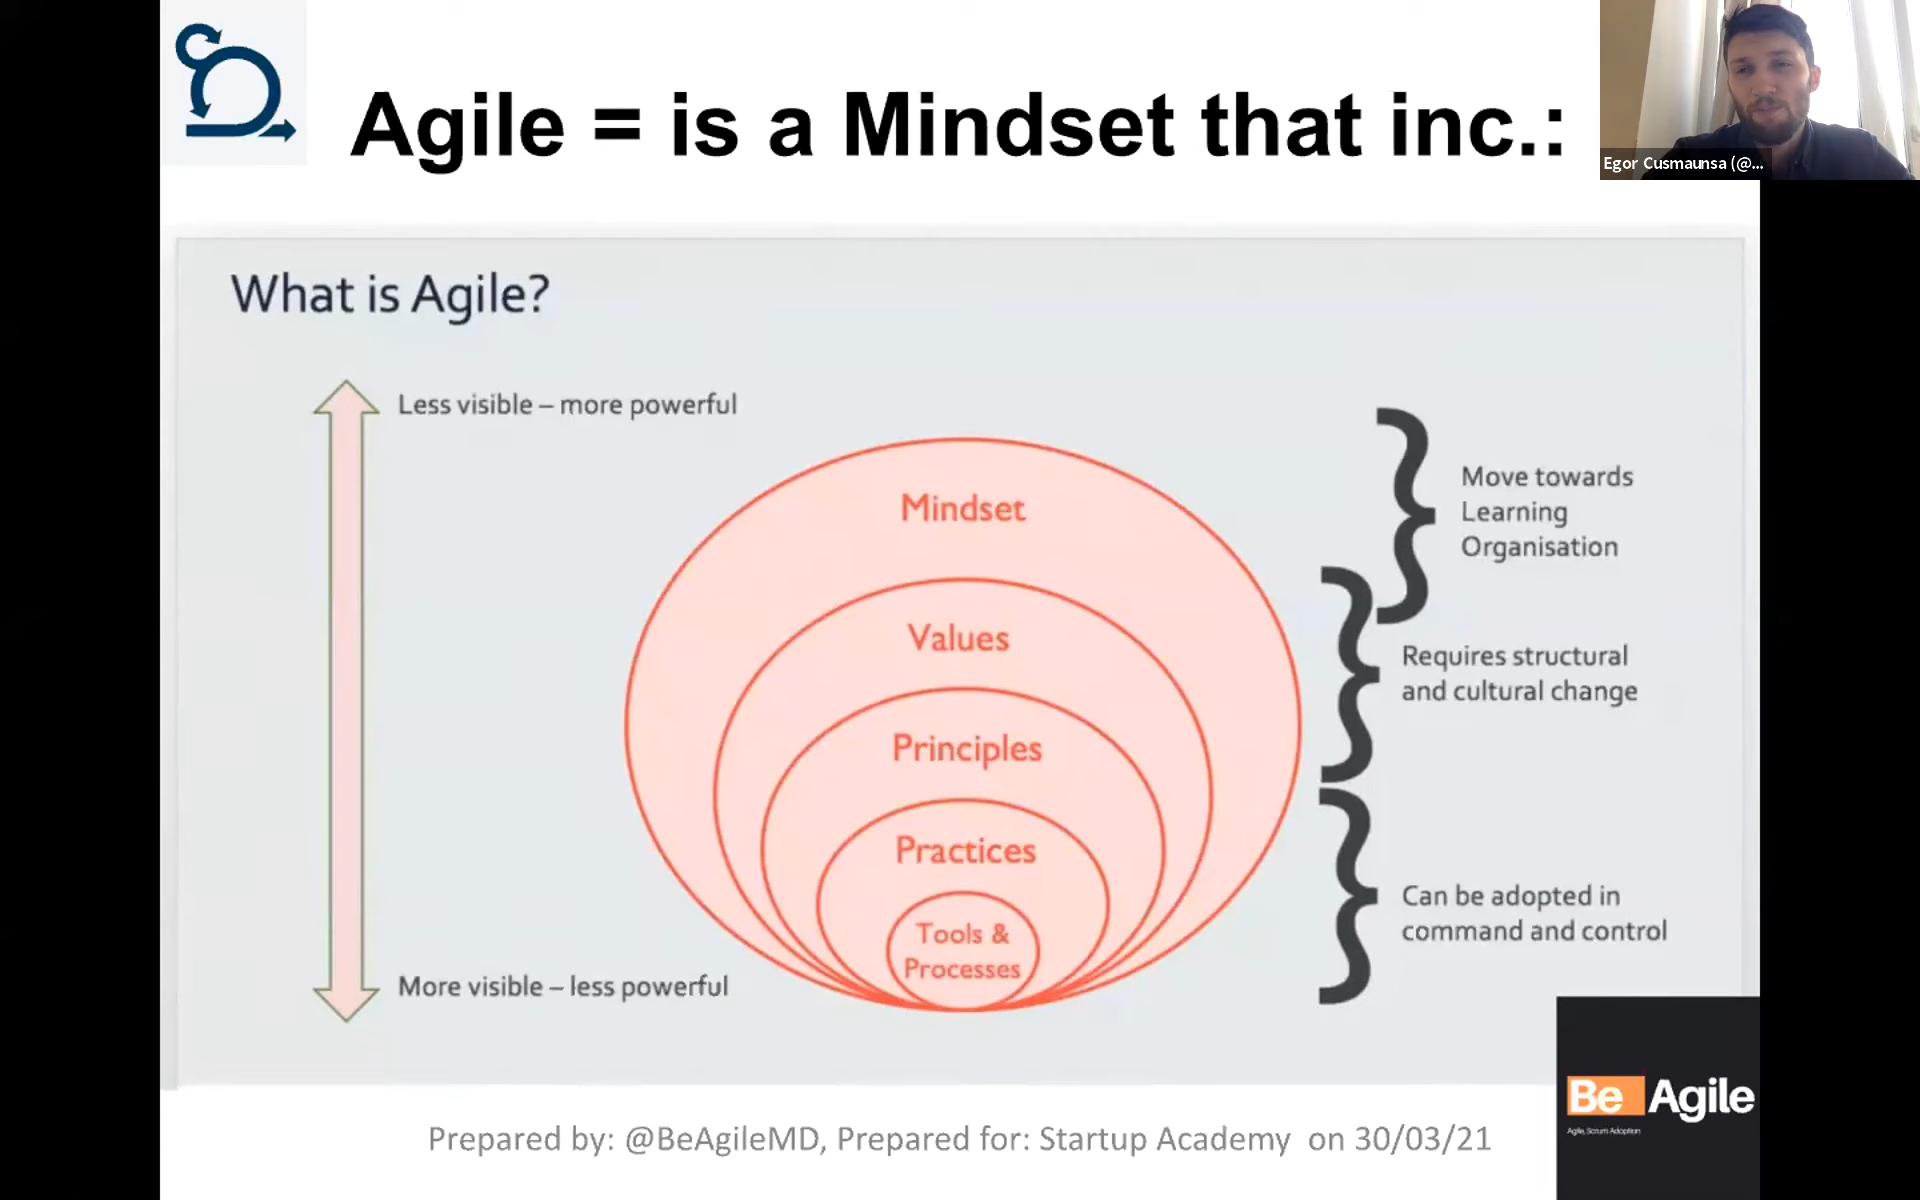 Agile = is a Mindset that inc.:
Egor Cusmaunsa (@...
What is Agile?
Less visible – more powerful
Mindset
Values
Principles
Practices
Tools &
Processes
More visible – less powerful
Move towards
Learning
Organisation
Requires structural
and cultural change
Can be adopted in
command and control
Be Agile
Agile, Scrum Adoption
Prepared by: @BeAgileMD, Prepared for: Startup Academy on 30/03/21